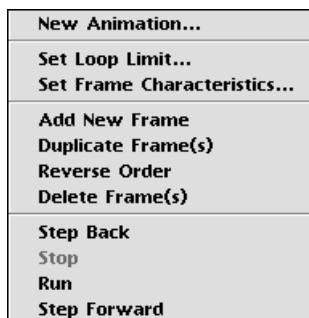 New Animation...
Set Loop Limit...
Set Frame Characteristics...
Add New Frame
Duplicate Frame(s)
Reverse Order
Delete Frame(s)
Step Back
Stop
Run
Step Forward